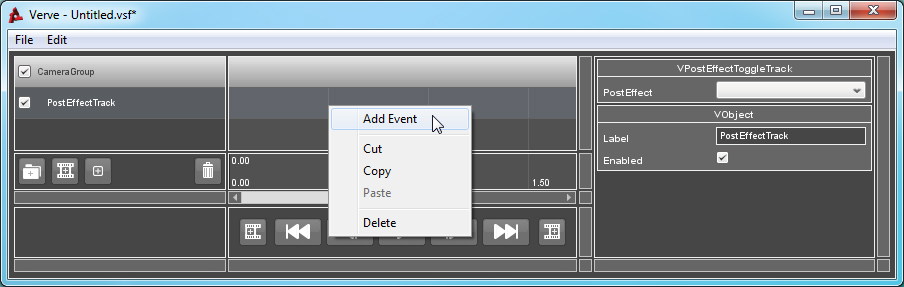 Verve - Untitled.vsf*
File Edit
CameraGroup
PostEffectTrack
Add Event
Cut
Copy
Paste
Delete
0.00
0.00 1.50
VPostEffectToggleTrack
PostEffect
VObject
Label PostEffectTrack
Enabled